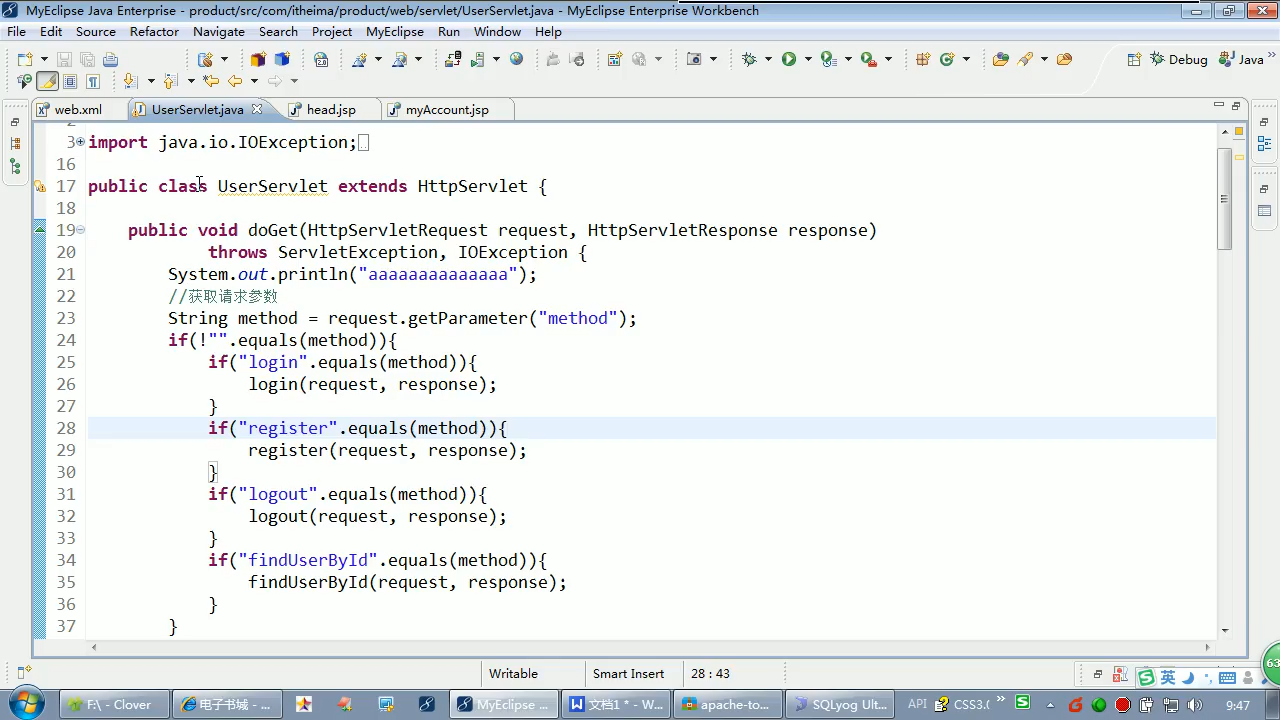 MyEclipse Java Enterprise - product/src/com/itheima/product/web/servlet/UserServlet.java - MyEclipse Enterprise Workbench
File Edit Source Refactor Navigate Search Project MyEclipse Run Window Help
Debug Java
web.xml UserServlet.java head.jsp myAccount.jsp
2
3 import java.io.IOException;
16
17 public class UserServlet extends HttpServlet {
18
19 public void doGet(HttpServletRequest request, HttpServletResponse response)
20 throws ServletException, IOException {
21 System.out.println("aaaaaaaaaaaaaa");
22 //获取请求参数
23 String method = request.getParameter("method");
24 if(!"".equals(method)){
25 if("login".equals(method)){
26 login(request, response);
27 }
28 if("register".equals(method)){
29 register(request, response);
30 }
31 if("logout".equals(method)){
32 logout(request, response);
33 }
34 if("findUserById".equals(method)){
35 findUserById(request, response);
36 }
37 }
Writable Smart Insert 28 : 43
英
63
F:\ - Clover 电子书城 - ... MyEclipse ... 文档1 * - W... apache-to... SQLyog Ult... API CSS3.0 9:47